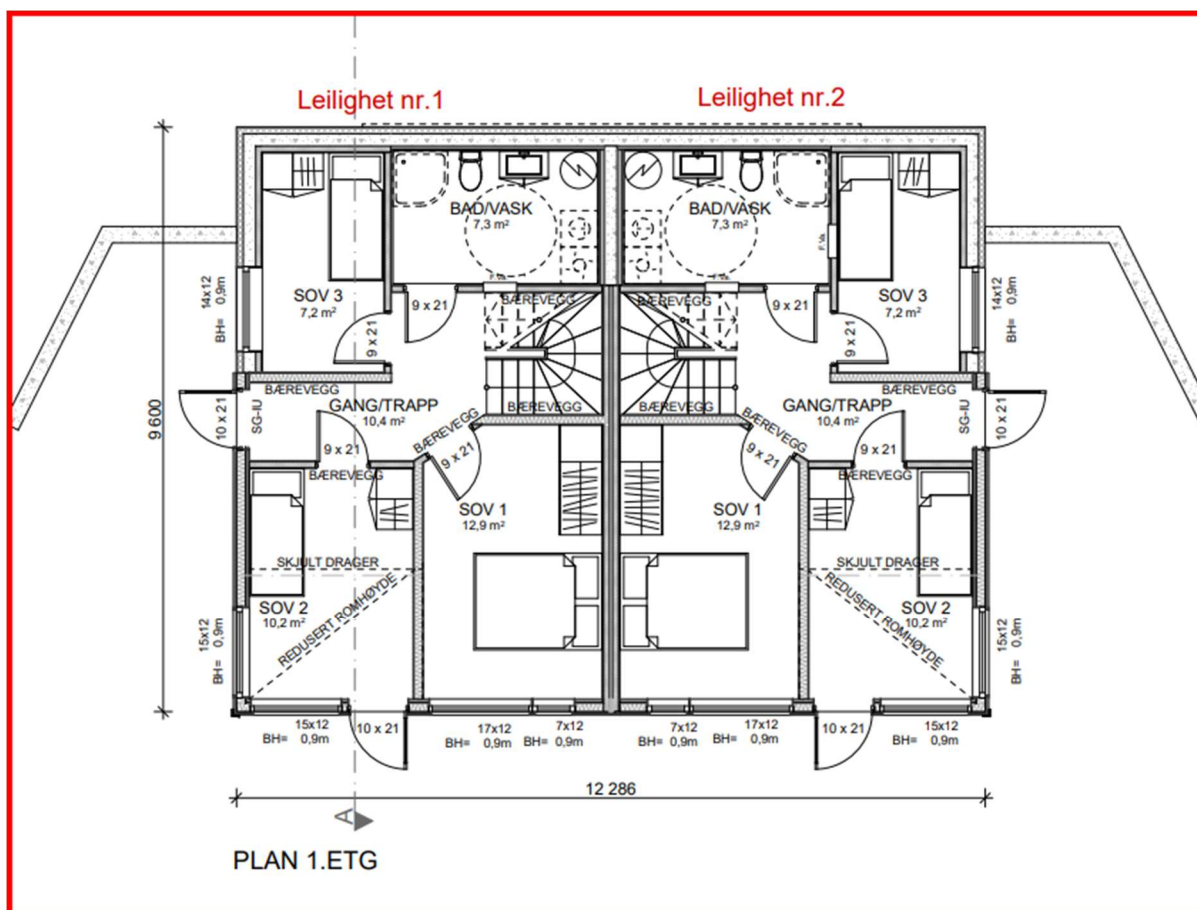 Leilighet nr.1
Leilighet nr.2
BAD/VASK
7,3 m²
BAD/VASK
7,3 m²
F.Va.
F.Va.
F.Va.
SOV 3
7,2 m²
SOV 3
7,2 m²
14x12
BH= 0,9m
14x12
BH= 0,9m
9 x 21
9 x 21
9 x 21
9 x 21
BÆREVEGG
BÆREVEGG
BÆREVEGG
BÆREVEGG
10 x 21
SG-IU
GANG/TRAPP
10,4 m²
BÆREVEGG
BÆREVEGG
BÆREVEGG
BÆREVEGG
GANG/TRAPP
10,4 m²
SG-IU
10 x 21
9 600
9 x 21
9 x 21
9 x 21
9 x 21
BÆREVEGG
BÆREVEGG
SOV 1
12,9 m²
SOV 1
12,9 m²
SKJULT DRAGER
SKJULT DRAGER
SOV 2
10,2 m²
REDUSERT ROMHØYDE
REDUSERT ROMHØYDE
SOV 2
10,2 m²
15x12
BH= 0,9m
15x12
BH= 0,9m
15x12
BH= 0,9m
10 x 21
17x12
BH= 0,9m
7x12
BH= 0,9m
7x12
BH= 0,9m
17x12
BH= 0,9m
10 x 21
15x12
BH= 0,9m
12 286
A
PLAN 1.ETG